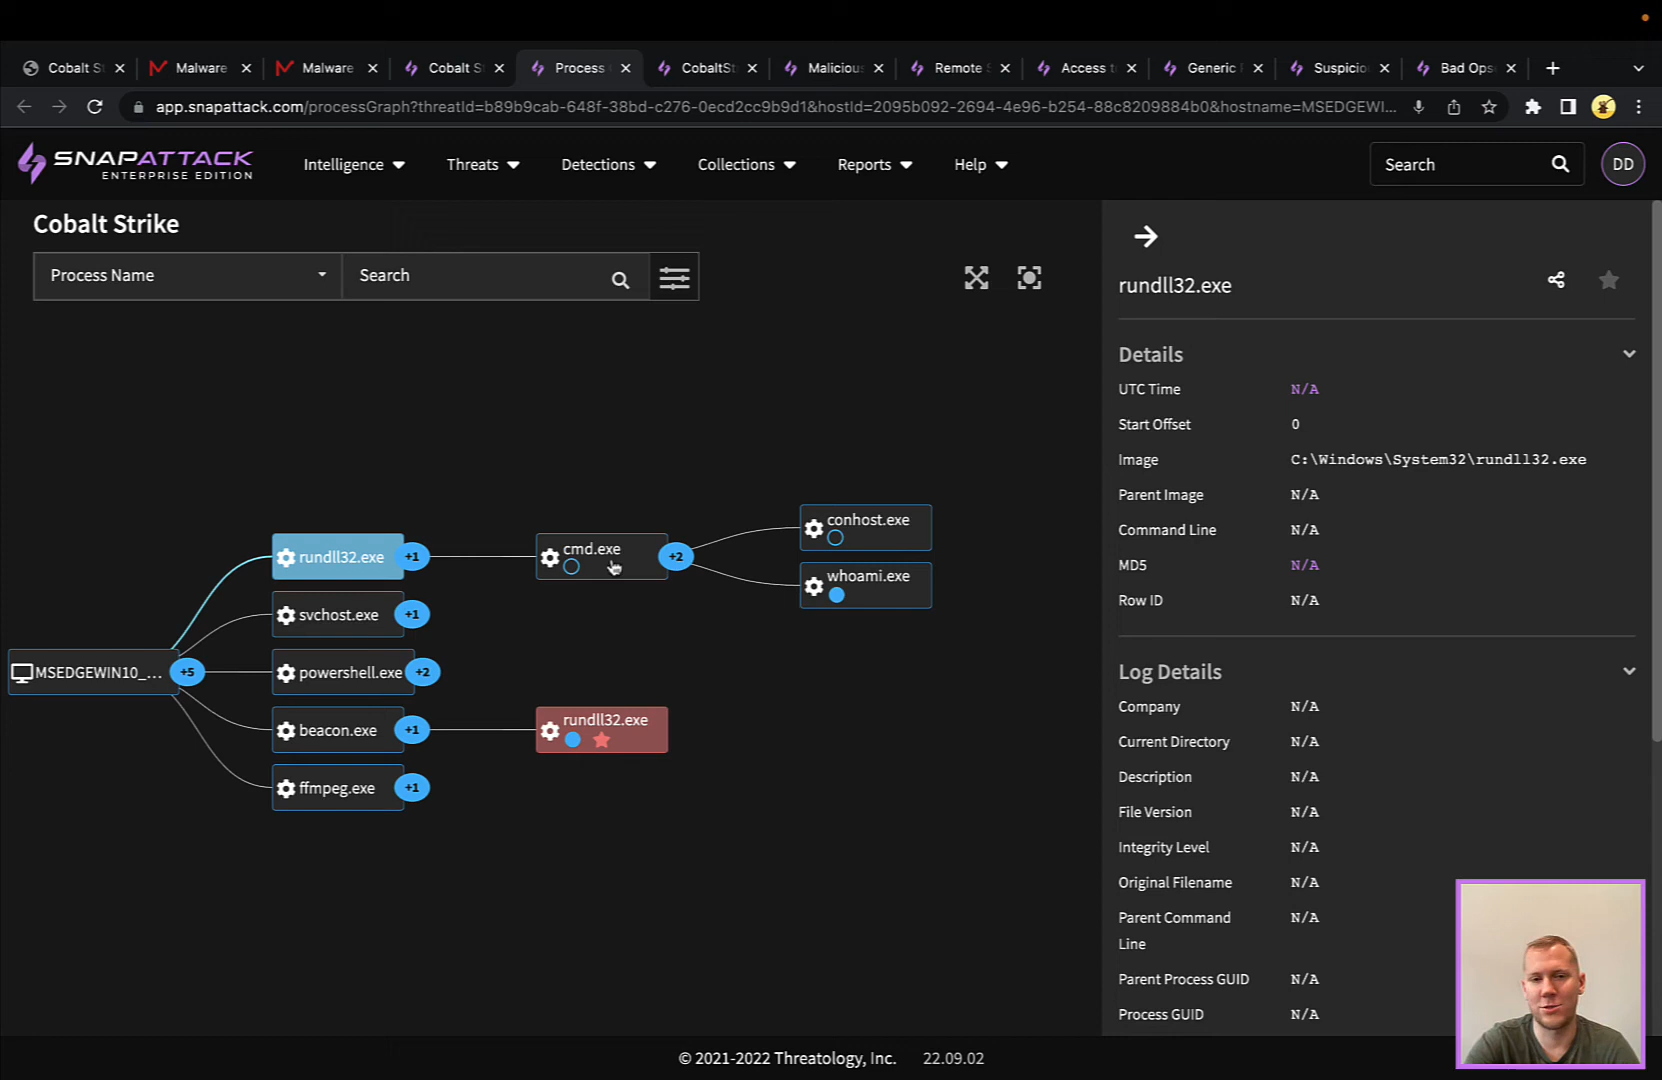 Cobalt St
Malware
Malware
Cobalt S
Process
CobaltSt
Malicious
Remote S
Access t
Generic
Suspicio
Bad Ops
app.snapattack.com/processGraph?threatId=b89b9cab-648f-38bd-c276-0ecd2cc9b9d1&hostId=2095b092-2694-4e96-b254-88c8209884b0&hostname=MSEDGEWI...
SNAPATTACK
ENTERPRISE EDITION
Intelligence
Threats
Detections
Collections
Reports
Help
Search
DD
Cobalt Strike
Process Name
Search
MSEDGEWIN10_...
+5
rundll32.exe
+1
svchost.exe
+1
powershell.exe
+2
beacon.exe
+1
ffmpeg.exe
+1
cmd.exe
+2
rundll32.exe
conhost.exe
whoami.exe
rundll32.exe
Details
UTC Time N/A
Start Offset 0
Image C:\Windows\System32\rundll32.exe
Parent Image N/A
Command Line N/A
MD5 N/A
Row ID N/A
Log Details
Company N/A
Current Directory N/A
Description N/A
File Version N/A
Integrity Level N/A
Original Filename N/A
Parent Command N/A
Line
Parent Process GUID N/A
Process GUID N/A
© 2021-2022 Threatology, Inc. 22.09.02